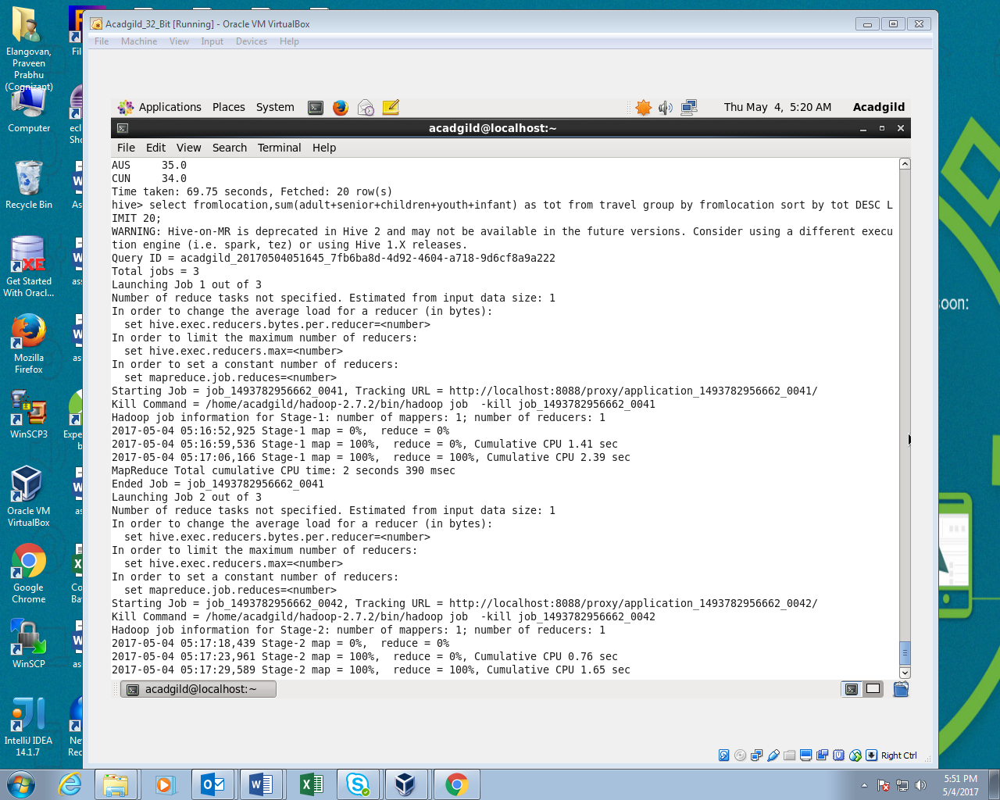 Acadgild_32_Bit [Running] - Oracle VM VirtualBox
File Machine View Input Devices Help
Applications Places System
Thu May 4, 5:20 AM Acadgild
acadgild@localhost:~
File Edit View Search Terminal Help
AUS 35.0
CUN 34.0
Time taken: 69.75 seconds, Fetched: 20 row(s)
hive> select fromlocation,sum(adult+senior+children+youth+infant) as tot from travel group by fromlocation sort by tot DESC L
IMIT 20;
WARNING: Hive-on-MR is deprecated in Hive 2 and may not be available in the future versions. Consider using a different execu
tion engine (i.e. spark, tez) or using Hive 1.X releases.
Query ID = acadgild_20170504051645_7fb6ba8d-4d92-4604-a718-9d6cf8a9a222
Total jobs = 3
Launching Job 1 out of 3
Number of reduce tasks not specified. Estimated from input data size: 1
In order to change the average load for a reducer (in bytes):
  set hive.exec.reducers.bytes.per.reducer=<number>
In order to limit the maximum number of reducers:
  set hive.exec.reducers.max=<number>
In order to set a constant number of reducers:
  set mapreduce.job.reduces=<number>
Starting Job = job_1493782956662_0041, Tracking URL = http://localhost:8088/proxy/application_1493782956662_0041/
Kill Command = /home/acadgild/hadoop-2.7.2/bin/hadoop job  -kill job_1493782956662_0041
Hadoop job information for Stage-1: number of mappers: 1; number of reducers: 1
2017-05-04 05:16:52,925 Stage-1 map = 0%,  reduce = 0%
2017-05-04 05:16:59,536 Stage-1 map = 100%,  reduce = 0%, Cumulative CPU 1.41 sec
2017-05-04 05:17:06,166 Stage-1 map = 100%,  reduce = 100%, Cumulative CPU 2.39 sec
MapReduce Total cumulative CPU time: 2 seconds 390 msec
Ended Job = job_1493782956662_0041
Launching Job 2 out of 3
Number of reduce tasks not specified. Estimated from input data size: 1
In order to change the average load for a reducer (in bytes):
  set hive.exec.reducers.bytes.per.reducer=<number>
In order to limit the maximum number of reducers:
  set hive.exec.reducers.max=<number>
In order to set a constant number of reducers:
  set mapreduce.job.reduces=<number>
Starting Job = job_1493782956662_0042, Tracking URL = http://localhost:8088/proxy/application_1493782956662_0042/
Kill Command = /home/acadgild/hadoop-2.7.2/bin/hadoop job  -kill job_1493782956662_0042
Hadoop job information for Stage-2: number of mappers: 1; number of reducers: 1
2017-05-04 05:17:18,439 Stage-2 map = 0%,  reduce = 0%
2017-05-04 05:17:23,961 Stage-2 map = 100%,  reduce = 0%, Cumulative CPU 0.76 sec
2017-05-04 05:17:29,589 Stage-2 map = 100%,  reduce = 100%, Cumulative CPU 1.65 sec
acadgild@localhost:~
Right Ctrl
Elangovan,
Praveen
Prabhu
(Cognizant)
Computer
Recycle Bin
Get Started
With Oracl...
Mozilla
Firefox
WinSCP3
Oracle VM
VirtualBox
Google
Chrome
WinSCP
IntelliJ IDEA
14.1.7
Fil
ecl
Sho
As
ass
as
Expe
b
as
Co
Bat
as
Ne
Rec
XE
soon:
5:51 PM
5/4/2017